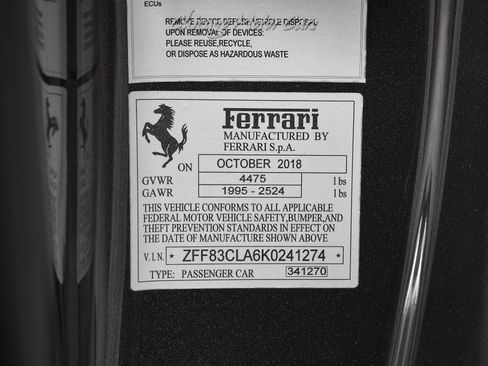 ECUs
REMOVE DEVICE BEFORE VEHICLE DISPOSAL
UPON REMOVAL OF DEVICES:
PLEASE REUSE,RECYCLE,
OR DISPOSE AS HAZARDOUS WASTE
Ferrari
MANUFACTURED BY
FERRARI S.p.A.
ON OCTOBER 2018
GVWR 4475 lbs
GAWR 1995 - 2524 lbs
THIS VEHICLE CONFORMS TO ALL APPLICABLE
FEDERAL MOTOR VEHICLE SAFETY,BUMPER,AND
THEFT PREVENTION STANDARDS IN EFFECT ON
THE DATE OF MANUFACTURE SHOWN ABOVE
V.I.N. * ZFF83CLA6K0241274 *
TYPE: PASSENGER CAR 341270